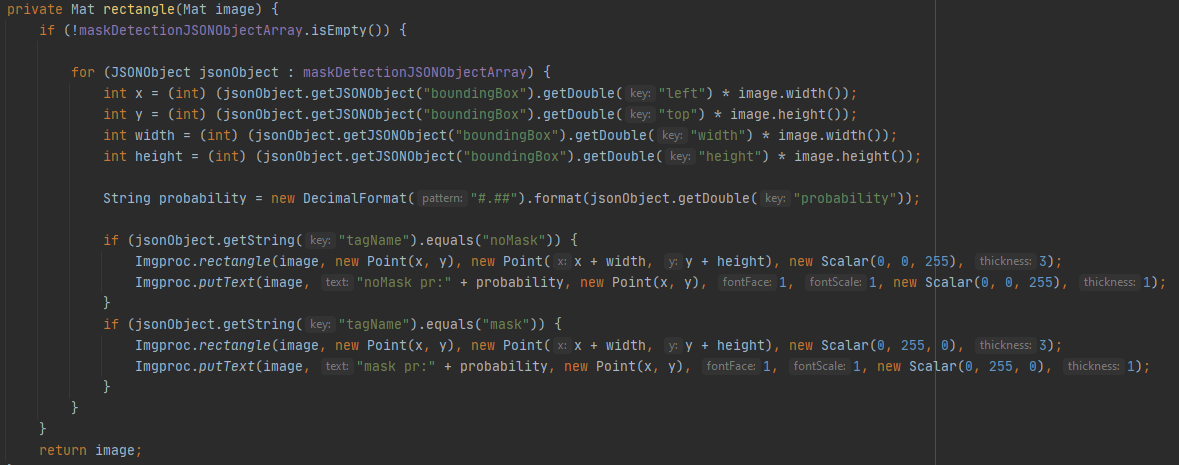 private Mat rectangle(Mat image) {
    if (!maskDetectionJSONObjectArray.isEmpty()) {
        for (JSONObject jsonObject : maskDetectionJSONObjectArray) {
            int x = (int) (jsonObject.getJSONObject("boundingBox").getDouble( key: "left") * image.width());
            int y = (int) (jsonObject.getJSONObject("boundingBox").getDouble( key: "top") * image.height());
            int width = (int) (jsonObject.getJSONObject("boundingBox").getDouble( key: "width") * image.width());
            int height = (int) (jsonObject.getJSONObject("boundingBox").getDouble( key: "height") * image.height());
            String probability = new DecimalFormat( pattern: "#.##").format(jsonObject.getDouble( key: "probability"));
            if (jsonObject.getString( key: "tagName").equals("noMask")) {
                Imgproc.rectangle(image, new Point(x, y), new Point( x: x + width, y: y + height), new Scalar(0, 0, 255), thickness: 3);
                Imgproc.putText(image, text: "noMask pr:" + probability, new Point(x, y), fontFace: 1, fontScale: 1, new Scalar(0, 0, 255), thickness: 1);
            }
            if (jsonObject.getString( key: "tagName").equals("mask")) {
                Imgproc.rectangle(image, new Point(x, y), new Point( x: x + width, y: y + height), new Scalar(0, 255, 0), thickness: 3);
                Imgproc.putText(image, text: "mask pr:" + probability, new Point(x, y), fontFace: 1, fontScale: 1, new Scalar(0, 255, 0), thickness: 1);
            }
        }
    }
    return image;